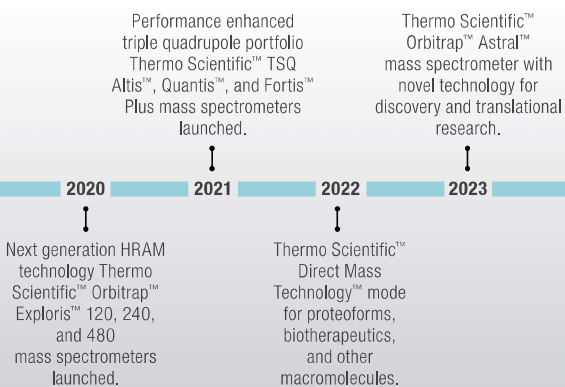 Performance enhanced
triple quadrupole portfolio
Thermo Scientific™ TSQ
Altis™, Quantis™, and Fortis™
Plus mass spectrometers
launched.
Thermo Scientific™
Orbitrap™ Astral™
mass spectrometer with
novel technology for
discovery and translational
research.
2020
2021
2022
2023
Next generation HRAM
technology Thermo
Scientific™ Orbitrap™
Exploris™ 120, 240,
and 480
mass spectrometers
launched.
Thermo Scientific™
Direct Mass
Technology™ mode
for proteoforms,
biotherapeutics,
and other
macromolecules.